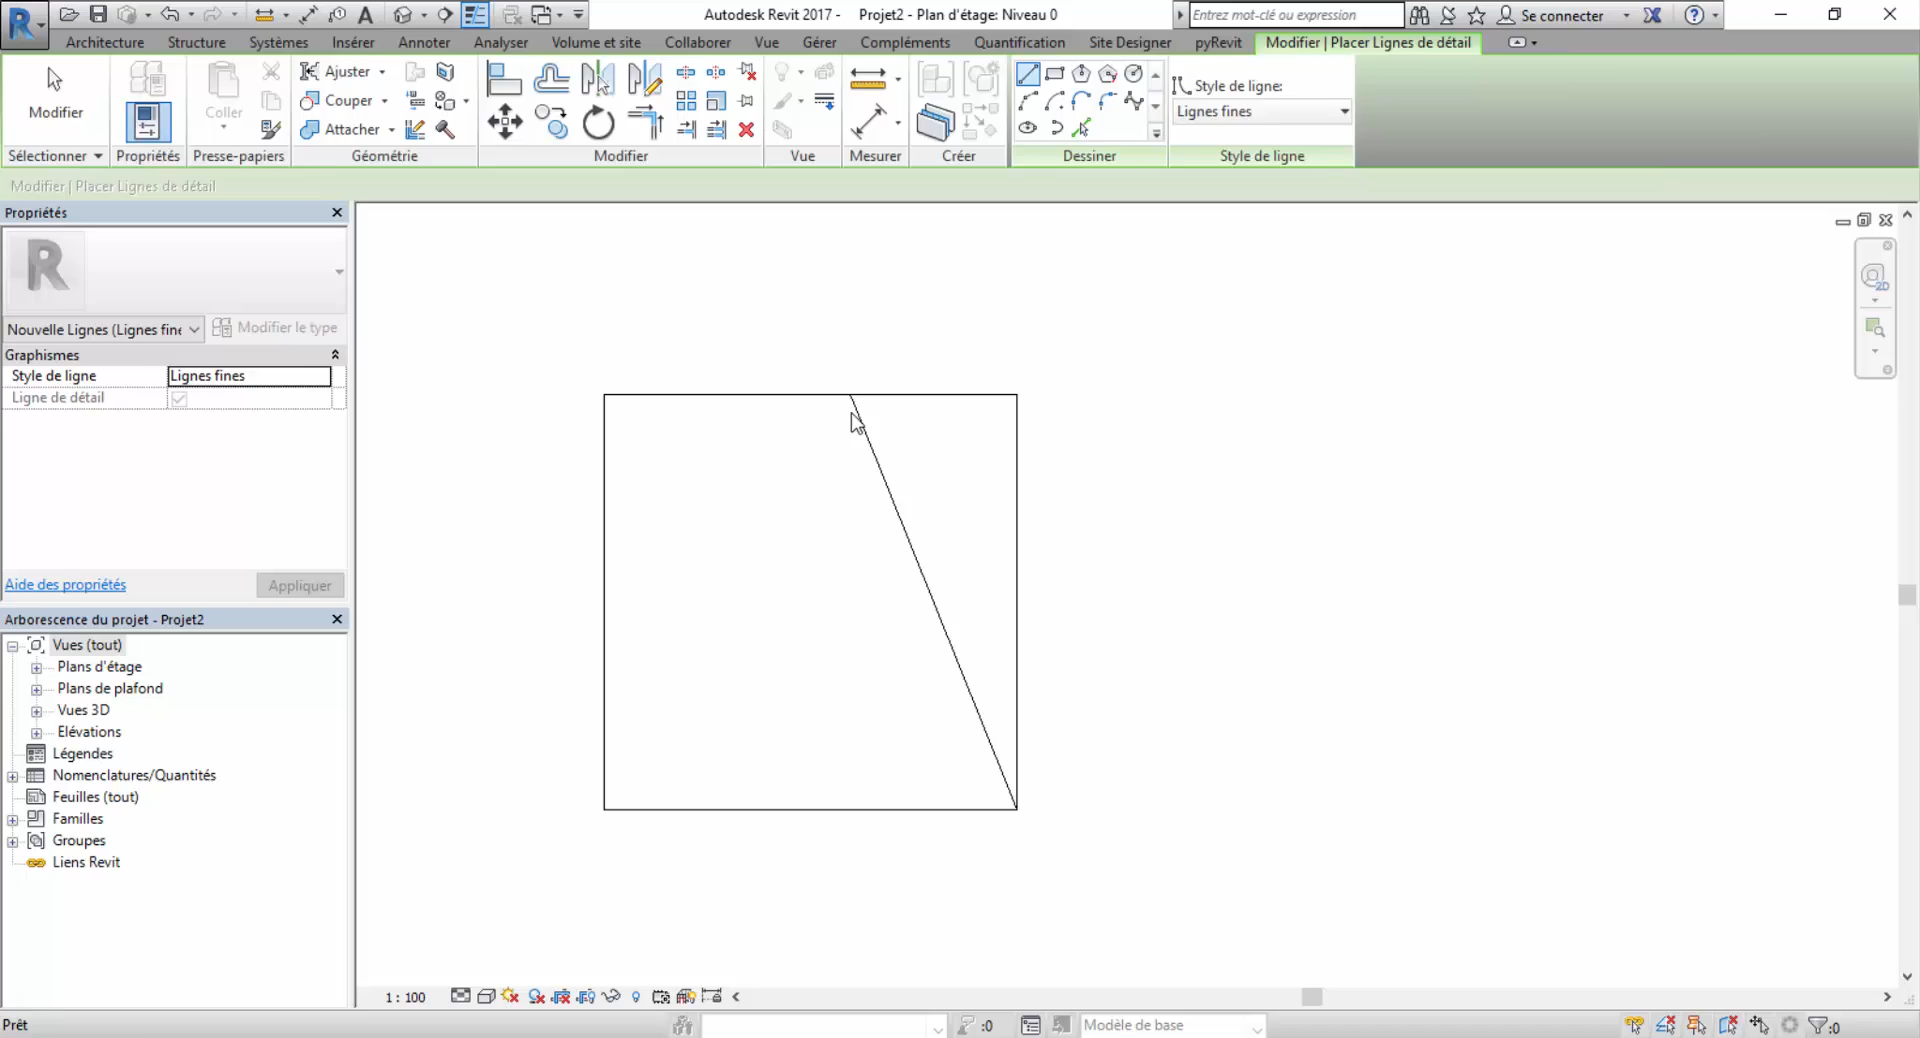 Autodesk Revit 2017 - Projet2 - Plan d'étage: Niveau 0
Entrez mot-clé ou expression
Se connecter
Architecture Structure Systèmes Insérer Annoter Analyser Volume et site Collaborer Vue Gérer Compléments Quantification Site Designer pyRevit Modifier | Placer Lignes de détail
Modifier
Coller
Ajuster
Couper
Attacher
Style de ligne:
Lignes fines
Sélectionner Propriétés Presse-papiers Géométrie Modifier Vue Mesurer Créer Dessiner Style de ligne
Modifier | Placer Lignes de détail
Propriétés
R
Nouvelle Lignes (Lignes fine
Modifier le type
Graphismes
Style de ligne Lignes fines
Ligne de détail
Aide des propriétés
Appliquer
Arborescence du projet - Projet2
Vues (tout)
Plans d'étage
Plans de plafond
Vues 3D
Elévations
Légendes
Nomenclatures/Quantités
Feuilles (tout)
Familles
Groupes
Liens Revit
2D
1 : 100
Prêt
:0
Modèle de base
:0